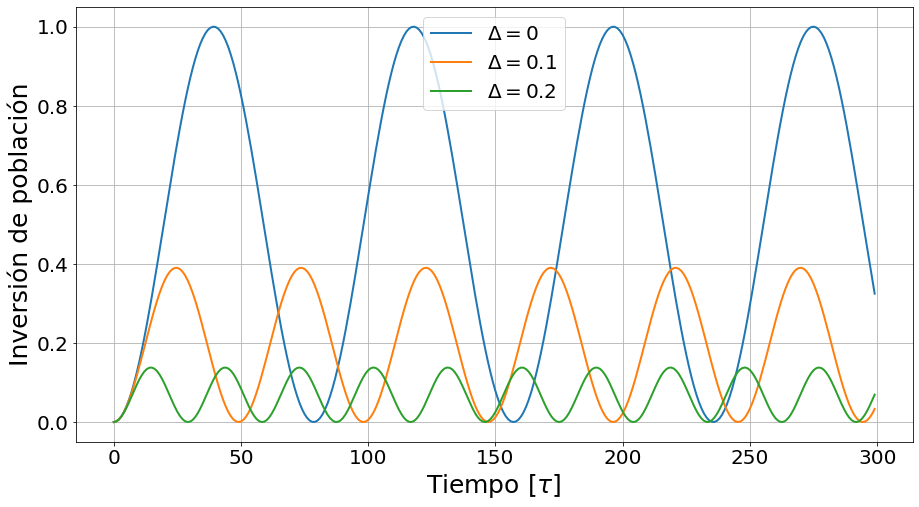 Δ = 0
Δ = 0.1
Δ = 0.2
Inversión de población
1.0
0.8
0.6
0.4
0.2
0.0
0 50 100 150 200 250 300
Tiempo [τ]